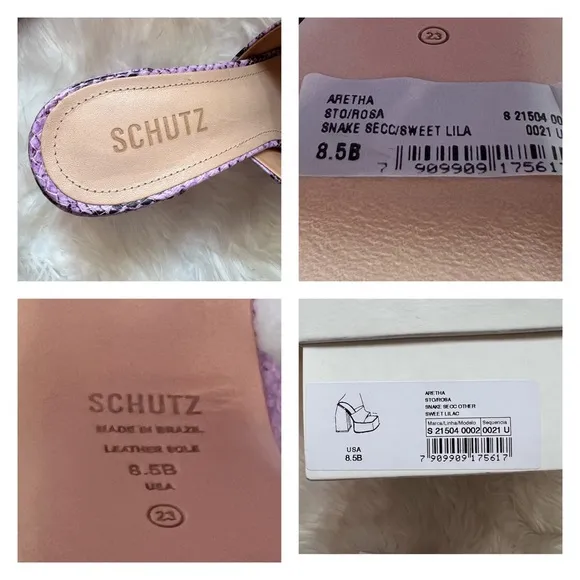 SCHUTZ
23
ARETHA
STO/ROSA
SNAKE SECC/SWEET LILA
8.5B
S 21504 00
0021 U
7 909909 17561
SCHUTZ
MADE IN BRAZIL
LEATHER SOLE
8.5B
USA
23
ARETHA
STO/ROSA
SNAKE SECC OTHER
SWEET LILAC
Marca/Linha/Modelo Sequencia
S 21504 0002 0021 U
USA
8.5B
7 909909 175617